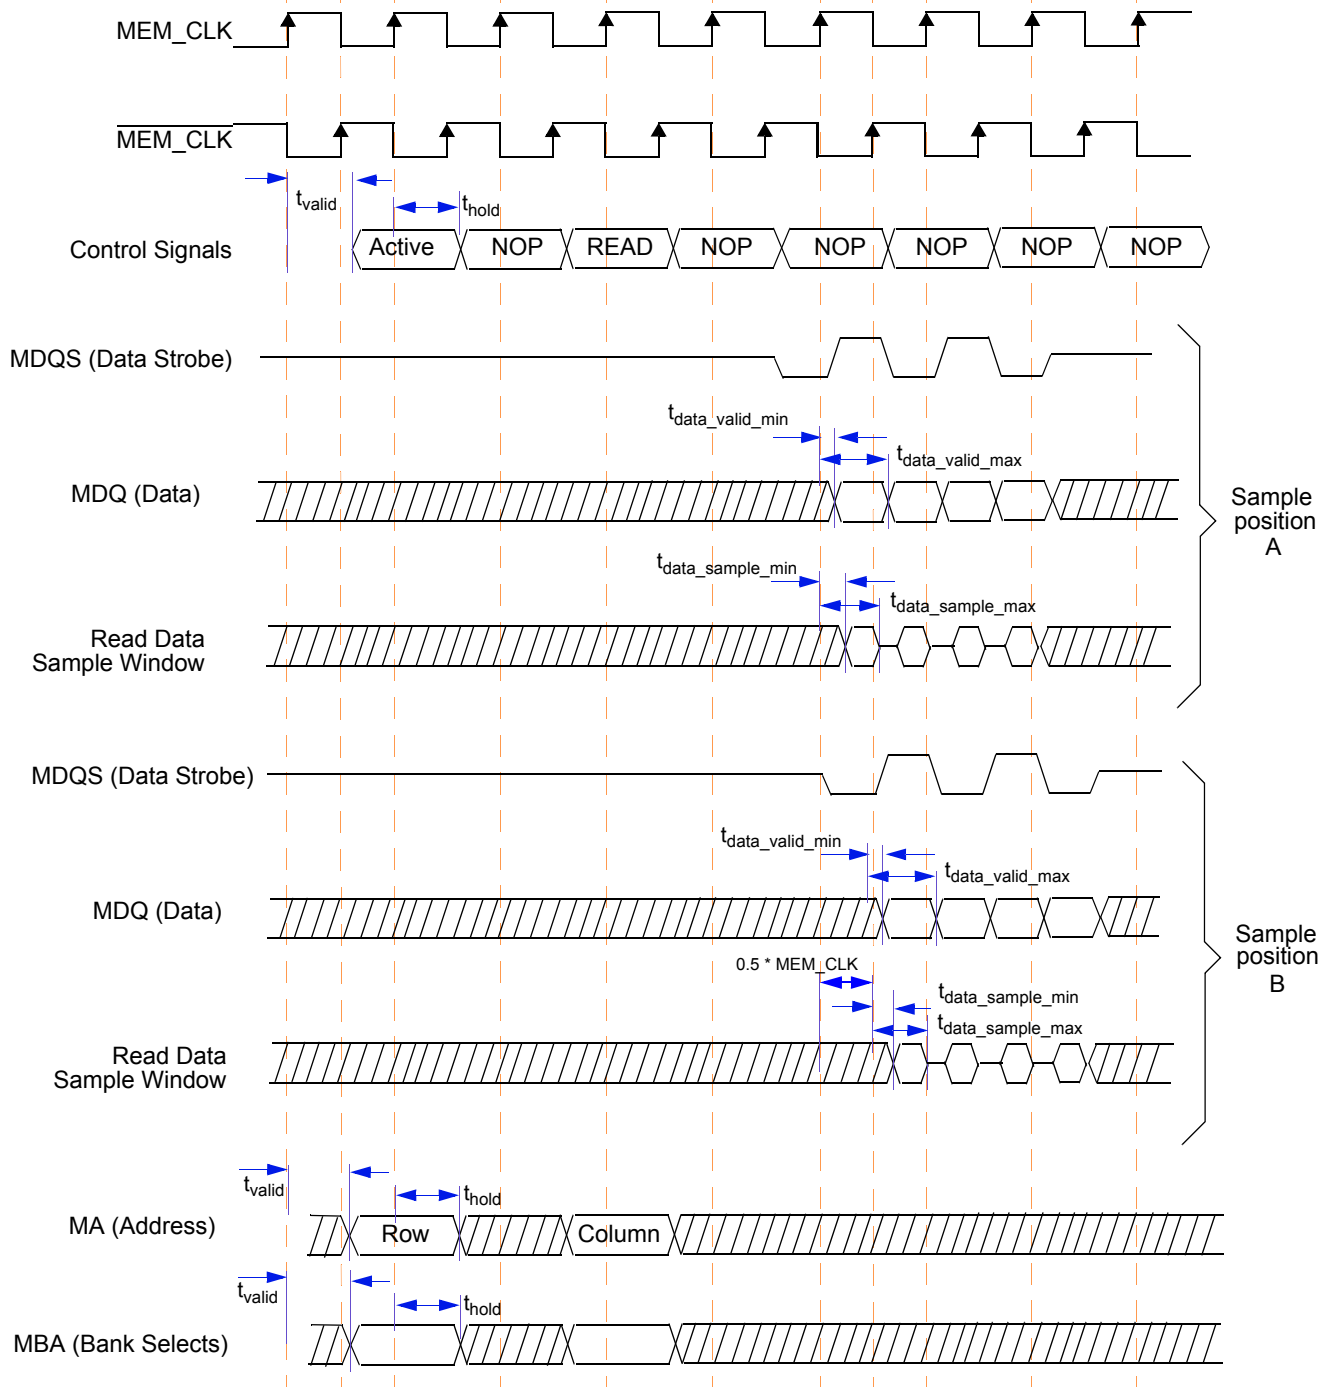 MEM_CLK
MEM_CLK
tvalid
thold
Control Signals
Active NOP READ NOP NOP NOP NOP NOP
MDQS (Data Strobe)
tdata_valid_min
tdata_valid_max
MDQ (Data)
Sample
position
A
tdata_sample_min
tdata_sample_max
Read Data
Sample Window
MDQS (Data Strobe)
tdata_valid_min
tdata_valid_max
MDQ (Data)
Sample
position
B
0.5 * MEM_CLK
tdata_sample_min
tdata_sample_max
Read Data
Sample Window
tvalid
thold
MA (Address)
Row Column
tvalid
thold
MBA (Bank Selects)